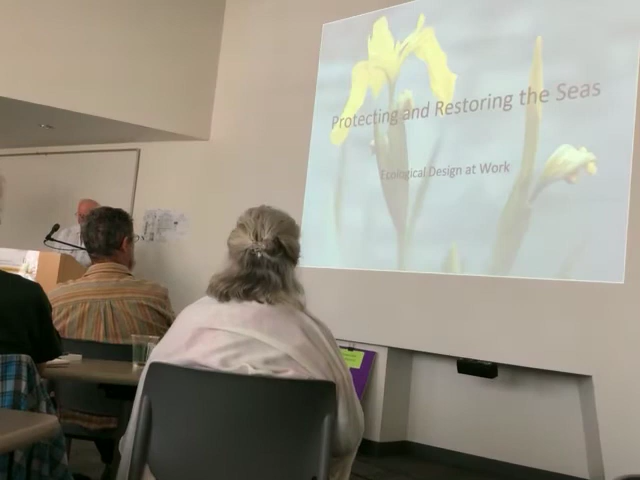 Protecting and Restoring the Seas
Ecological Design at Work